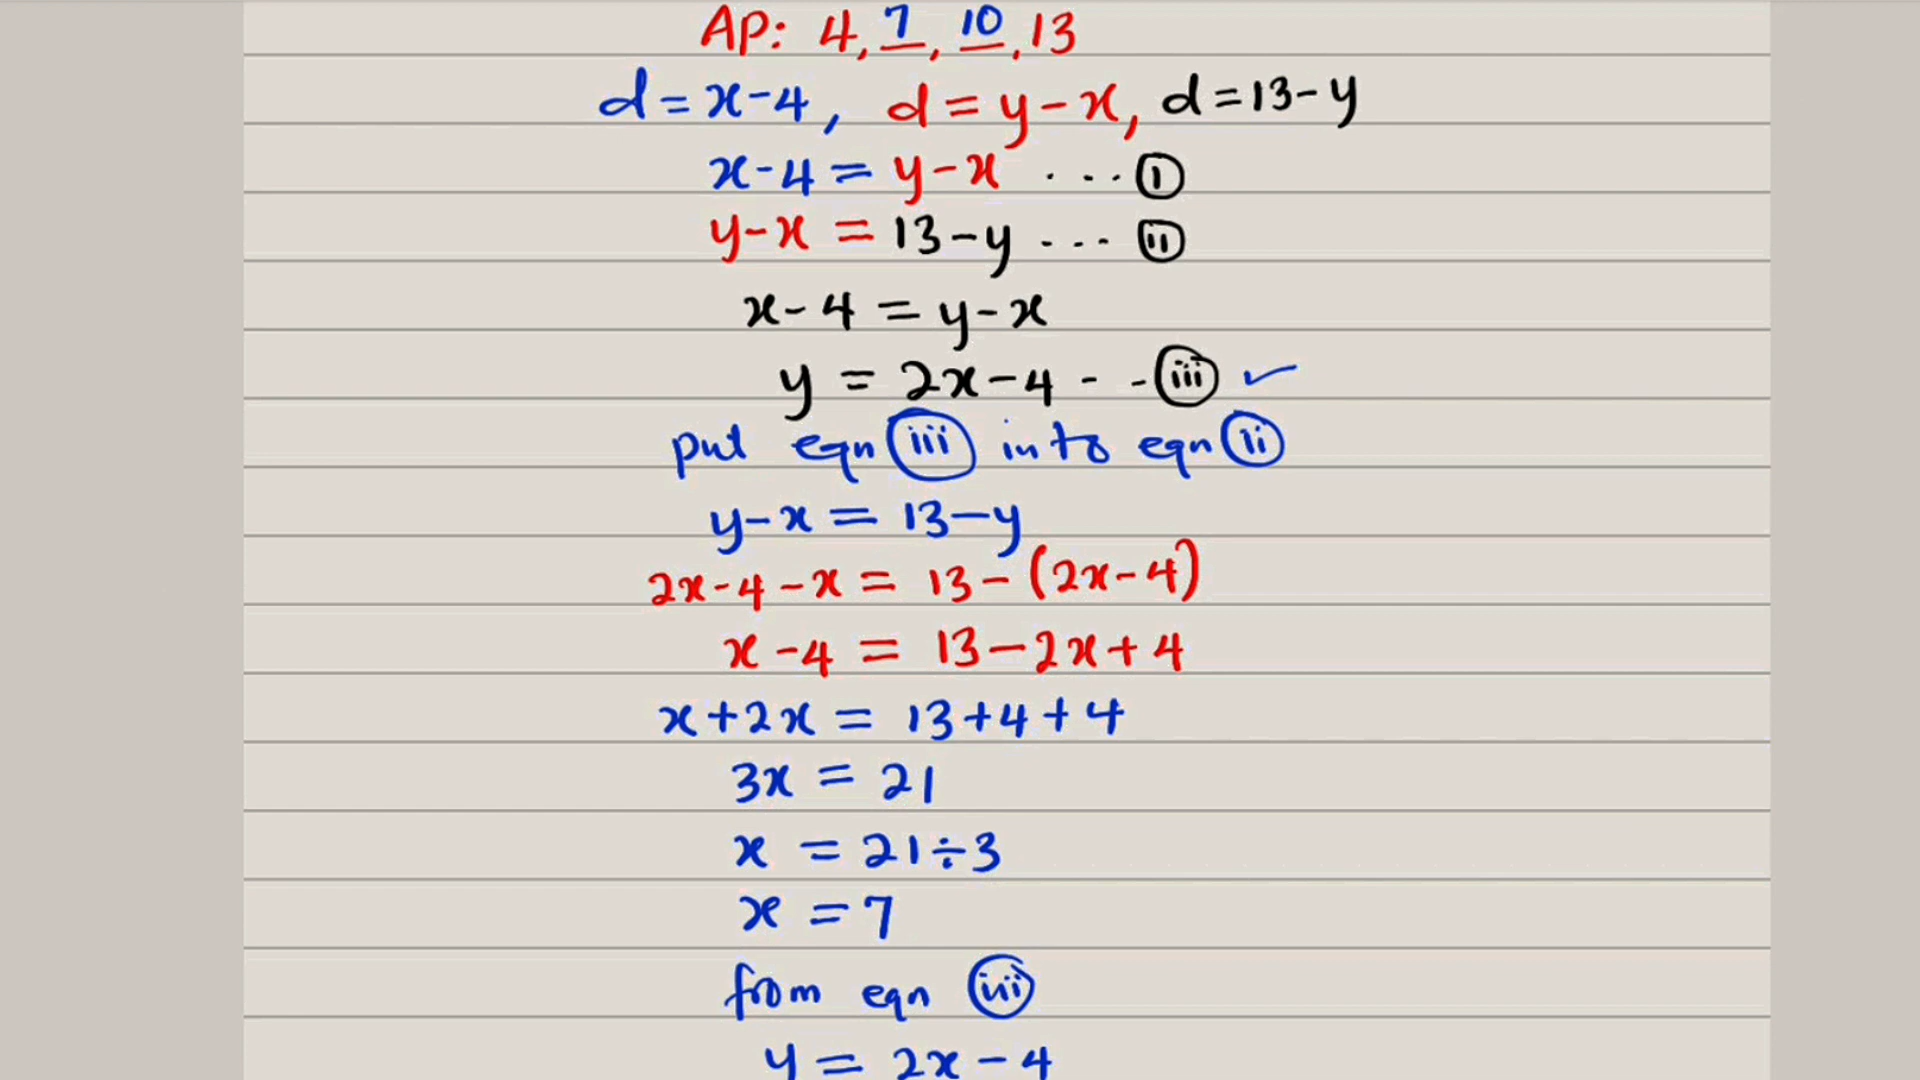 AP: 4, 7, 10, 13
d = x-4, d = y-x, d = 13-y
x-4 = y-x ...(i)
y-x = 13-y ...(ii)
x-4 = y-x
y = 2x-4 --(iii) ✓
put eqn (iii) into eqn (ii)
y-x = 13-y
2x-4-x = 13-(2x-4)
x-4 = 13-2x+4
x+2x = 13+4+4
3x = 21
x = 21÷3
x = 7
from eqn (iii)
y = 2x-4